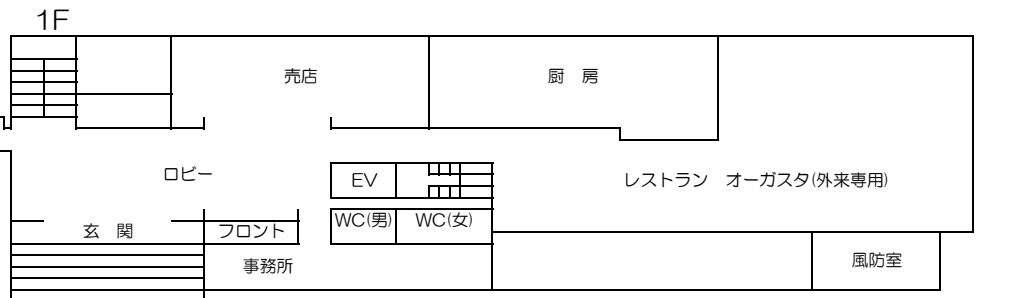 1F
売店
厨 房
ロビー
EV
レストラン オーガスタ(外来専用)
WC(男)
WC(女)
玄 関
フロント
事務所
風防室